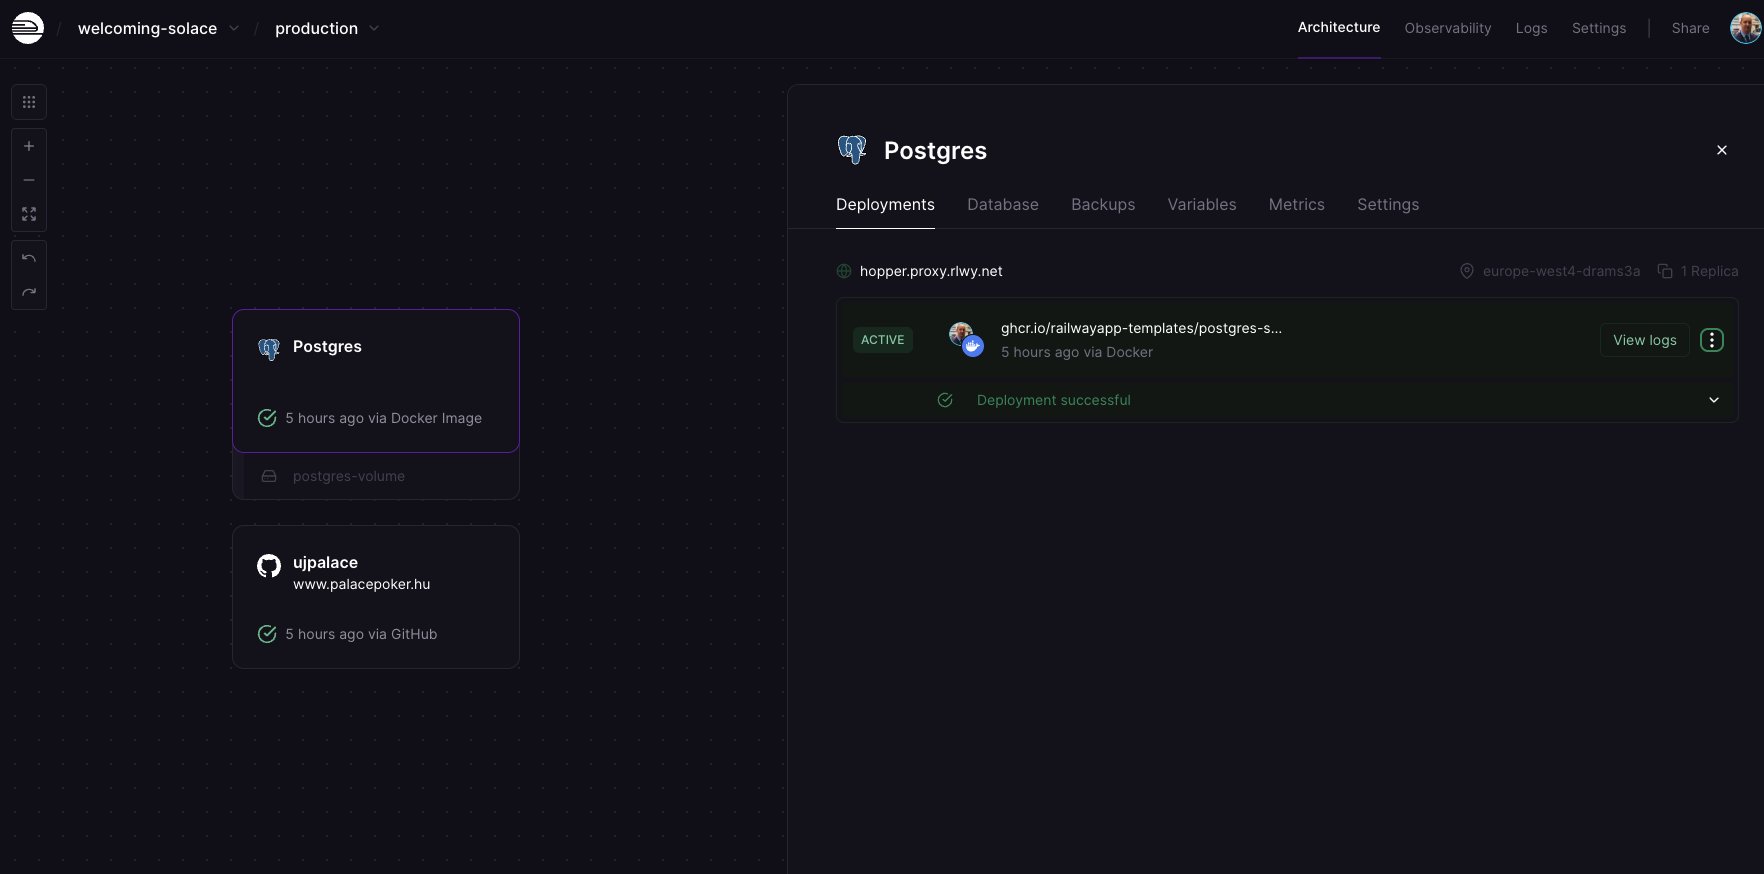 / welcoming-solace / production
Architecture Observability Logs Settings | Share
Postgres
5 hours ago via Docker Image
postgres-volume
ujpalace
www.palacepoker.hu
5 hours ago via GitHub
Postgres
Deployments Database Backups Variables Metrics Settings
hopper.proxy.rlwy.net europe-west4-drams3a 1 Replica
ACTIVE
ghcr.io/railwayapp-templates/postgres-s...
5 hours ago via Docker
View logs
Deployment successful